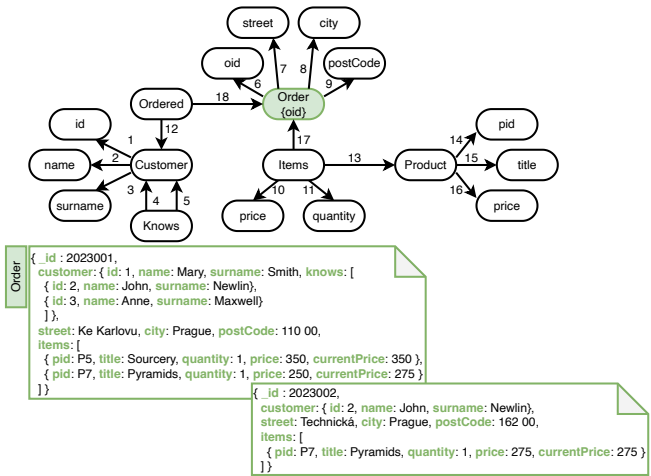 street
city
oid
postCode
7
8
6
9
Ordered
18
Order
{oid}
id
12
17
pid
1
14
name
2
Customer
Items
13
Product
15
title
3
16
surname
4
5
10
11
price
Knows
price
quantity
Order
{ _id : 2023001,
customer: { id: 1, name: Mary, surname: Smith, knows: [
{ id: 2, name: John, surname: Newlin},
{ id: 3, name: Anne, surname: Maxwell}
] },
street: Ke Karlovu, city: Prague, postCode: 110 00,
items: [
{ pid: P5, title: Sourcery, quantity: 1, price: 350, currentPrice: 350 },
{ pid: P7, title: Pyramids, quantity: 1, price: 250, currentPrice: 275 }
] }
{ _id : 2023002,
customer: { id: 2, name: John, surname: Newlin},
street: Technická, city: Prague, postCode: 162 00,
items: [
{ pid: P7, title: Pyramids, quantity: 1, price: 275, currentPrice: 275 }
] }